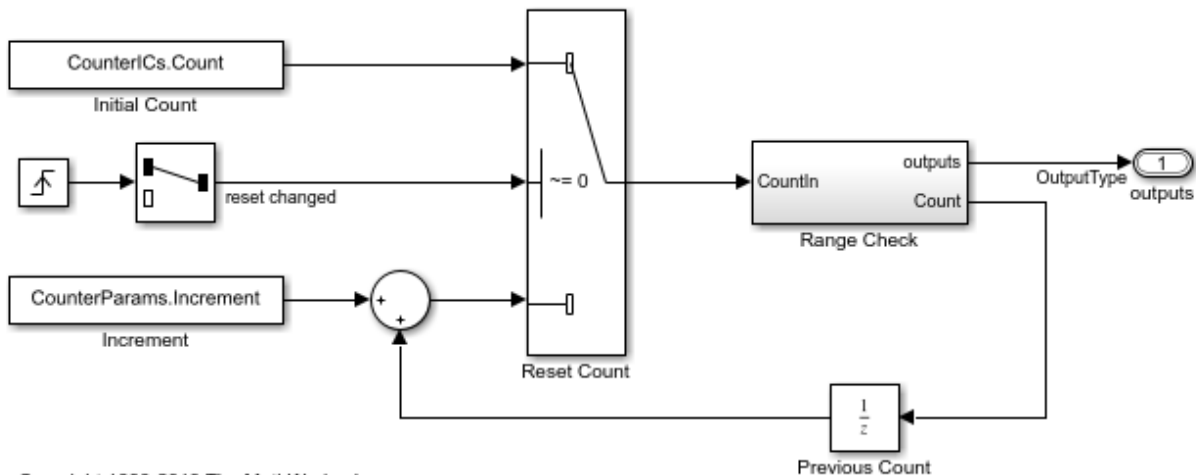 CounterICs.Count
Initial Count
reset changed
~= 0
CountIn
outputs
Count
Range Check
OutputType
1
outputs
CounterParams.Increment
Increment
+
+
Reset Count
1
z
Previous Count